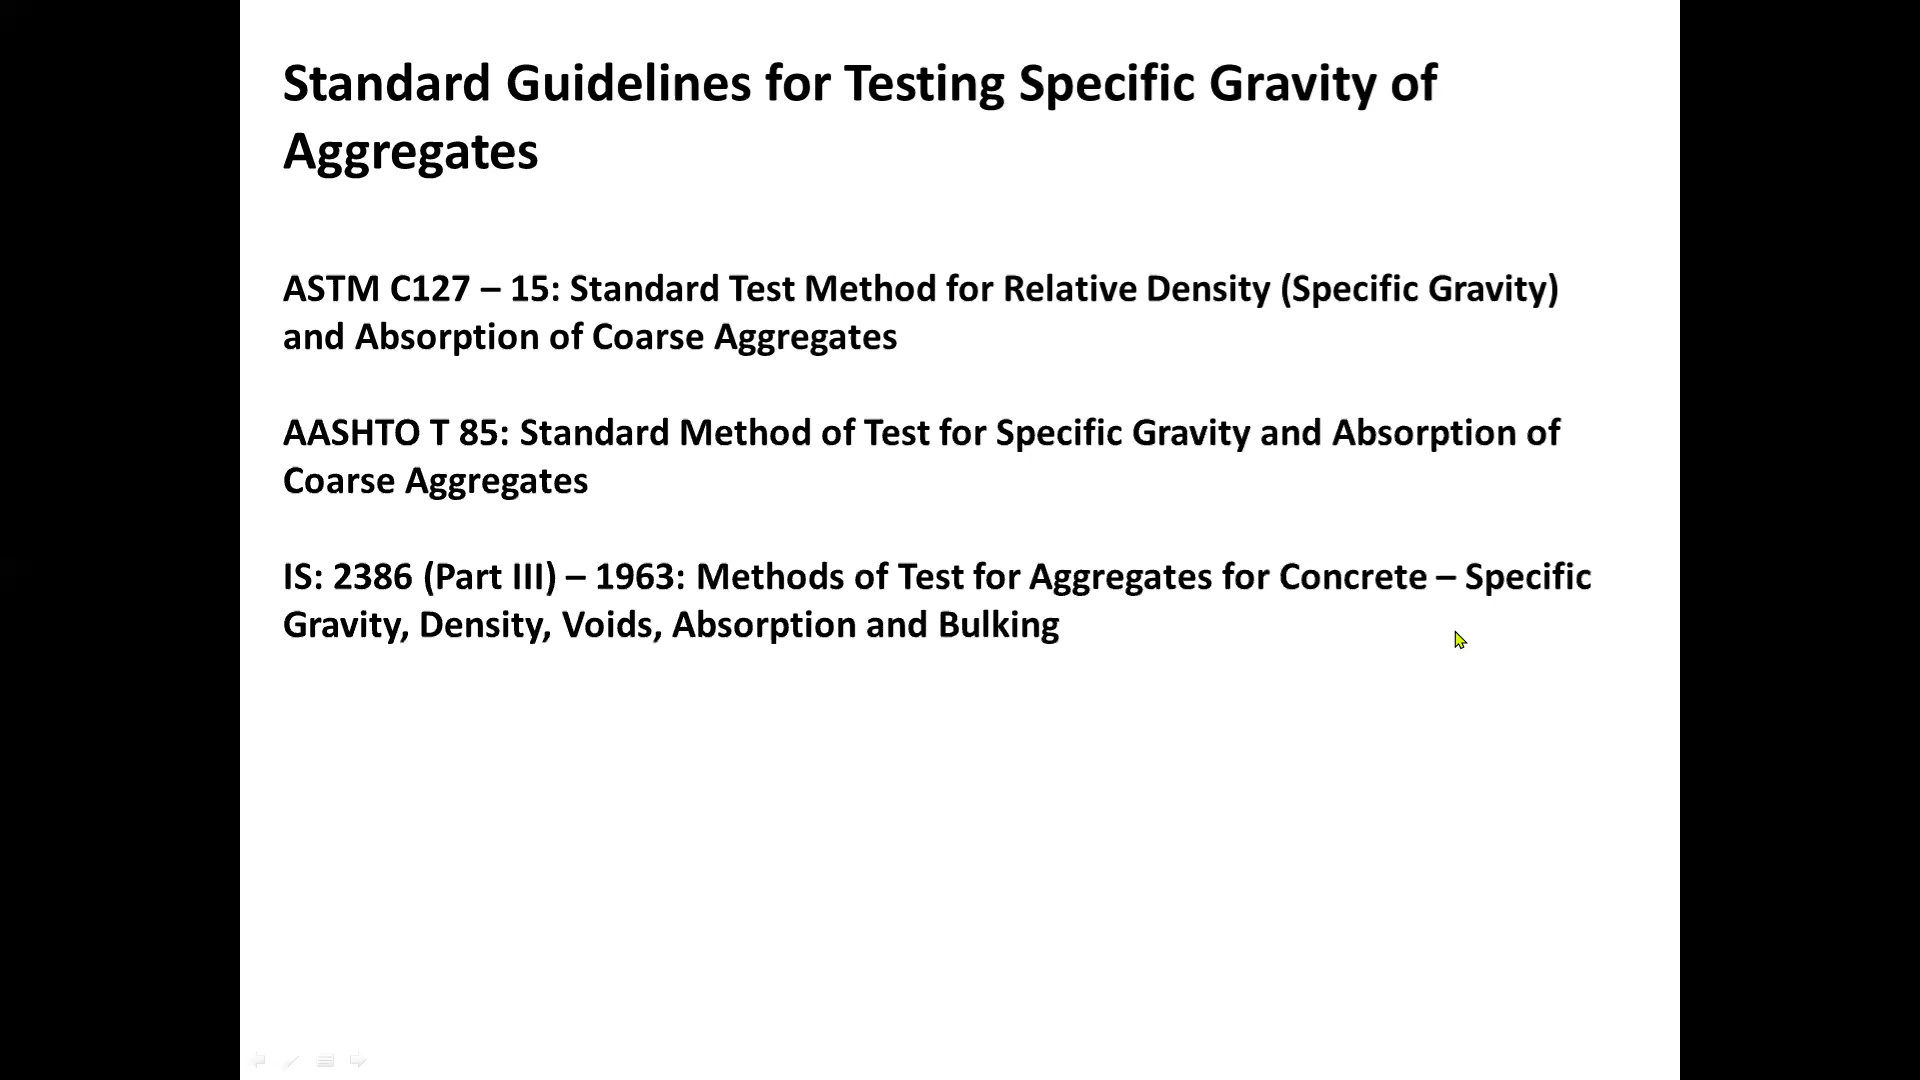 Standard Guidelines for Testing Specific Gravity of
Aggregates
ASTM C127 – 15: Standard Test Method for Relative Density (Specific Gravity)
and Absorption of Coarse Aggregates
AASHTO T 85: Standard Method of Test for Specific Gravity and Absorption of
Coarse Aggregates
IS: 2386 (Part III) – 1963: Methods of Test for Aggregates for Concrete – Specific
Gravity, Density, Voids, Absorption and Bulking